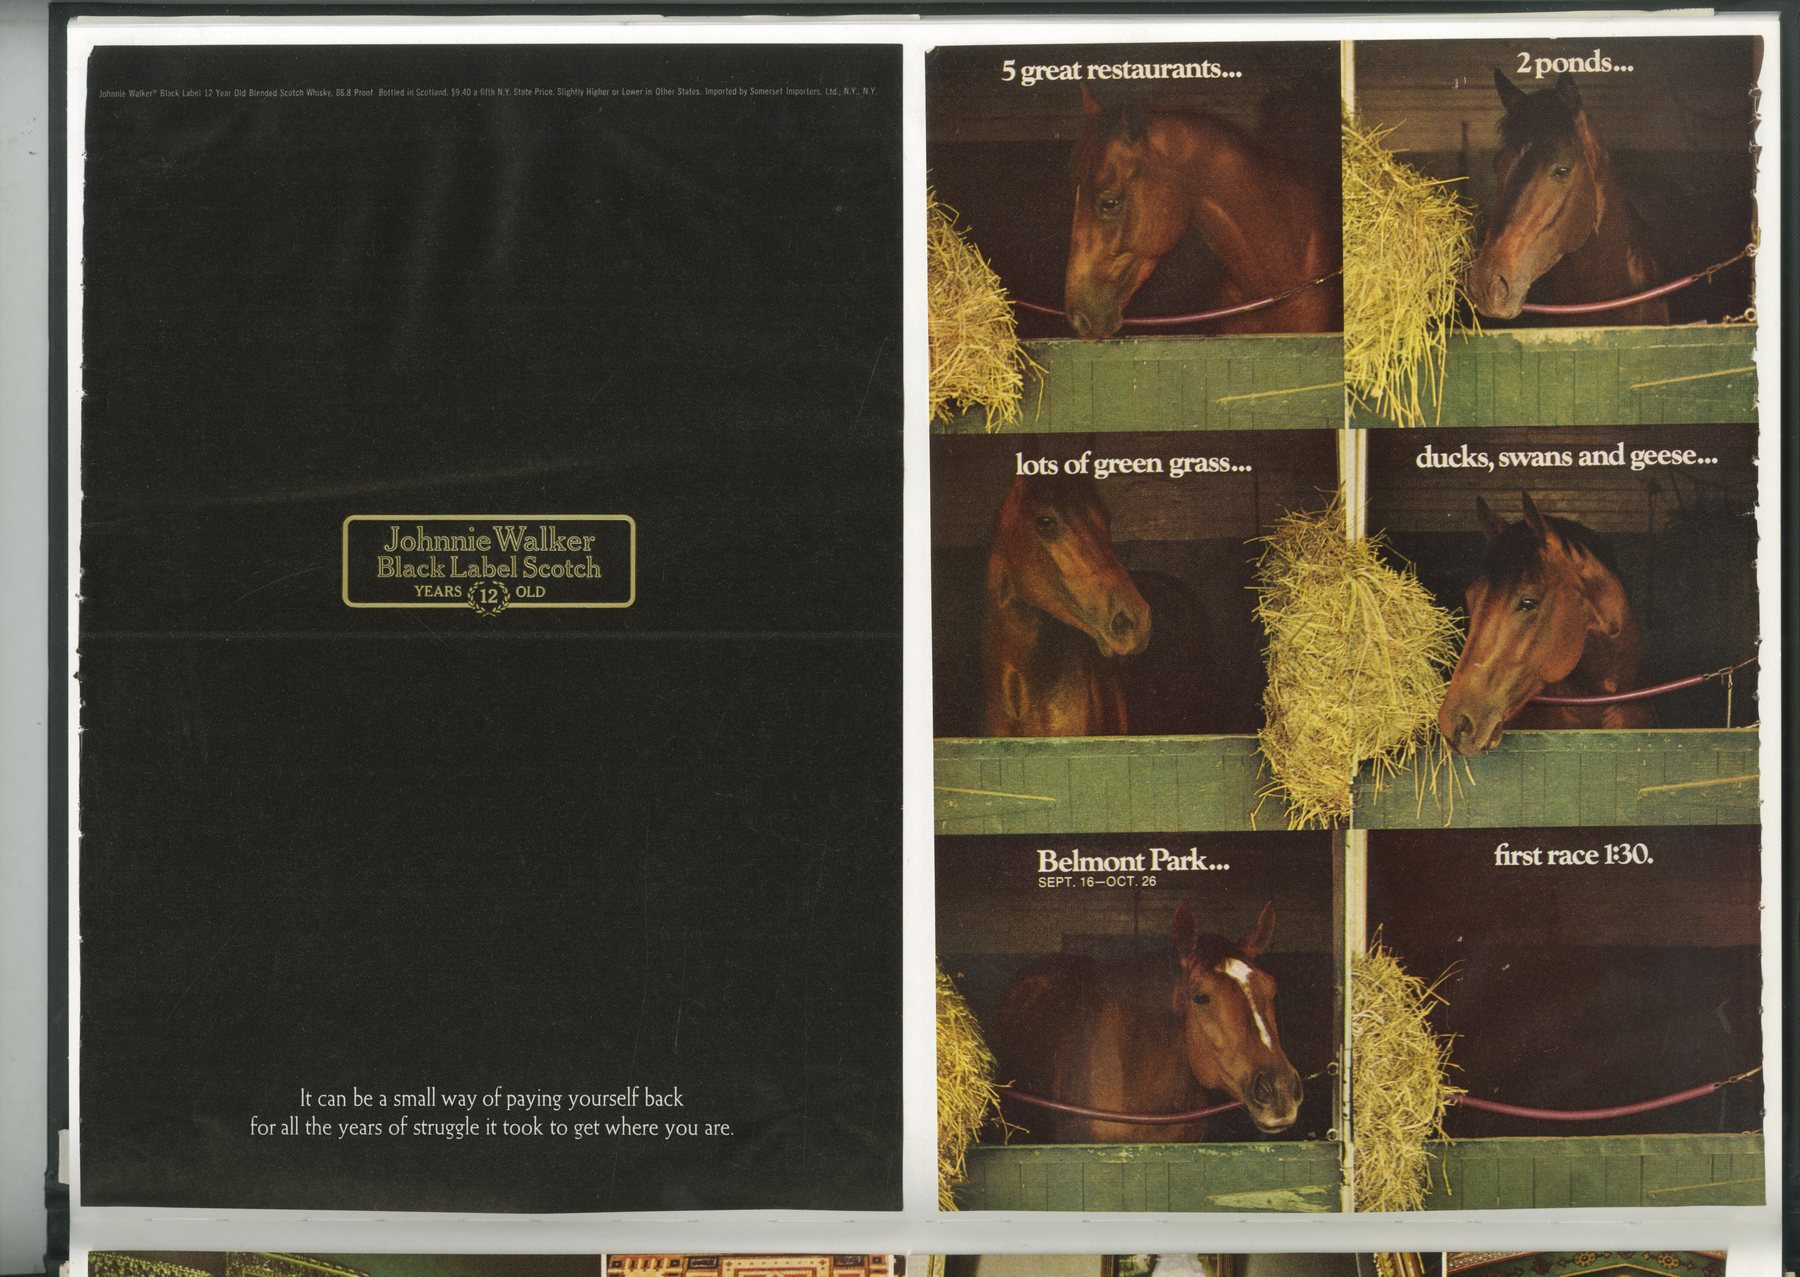 Johnnie Walker® Black Label 12 Year Old Blended Scotch Whisky, 86.8 Proof. Bottled in Scotland. $9.40 a fifth N.Y. State Price. Slightly Higher or Lower in Other States. Imported by Somerset Importers, Ltd., N.Y., N.Y.
Johnnie Walker
Black Label Scotch
YEARS 12 OLD
It can be a small way of paying yourself back
for all the years of struggle it took to get where you are.
5 great restaurants...
2 ponds...
lots of green grass...
ducks, swans and geese...
Belmont Park...
SEPT. 16—OCT. 26
first race 1:30.